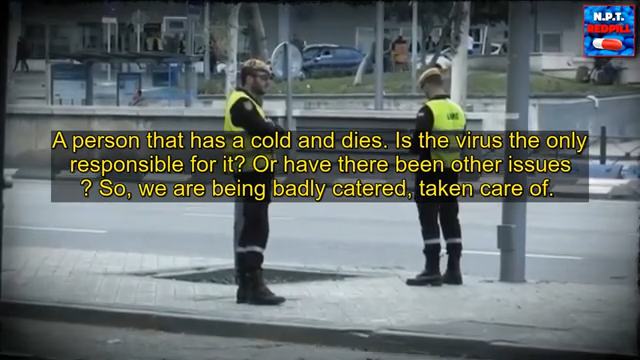 N.P.T.
REDPILL
A person that has a cold and dies. Is the virus the only
responsible for it? Or have there been other issues
? So, we are being badly catered, taken care of.